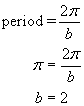 period = 2π/b
π = 2π/b
b = 2